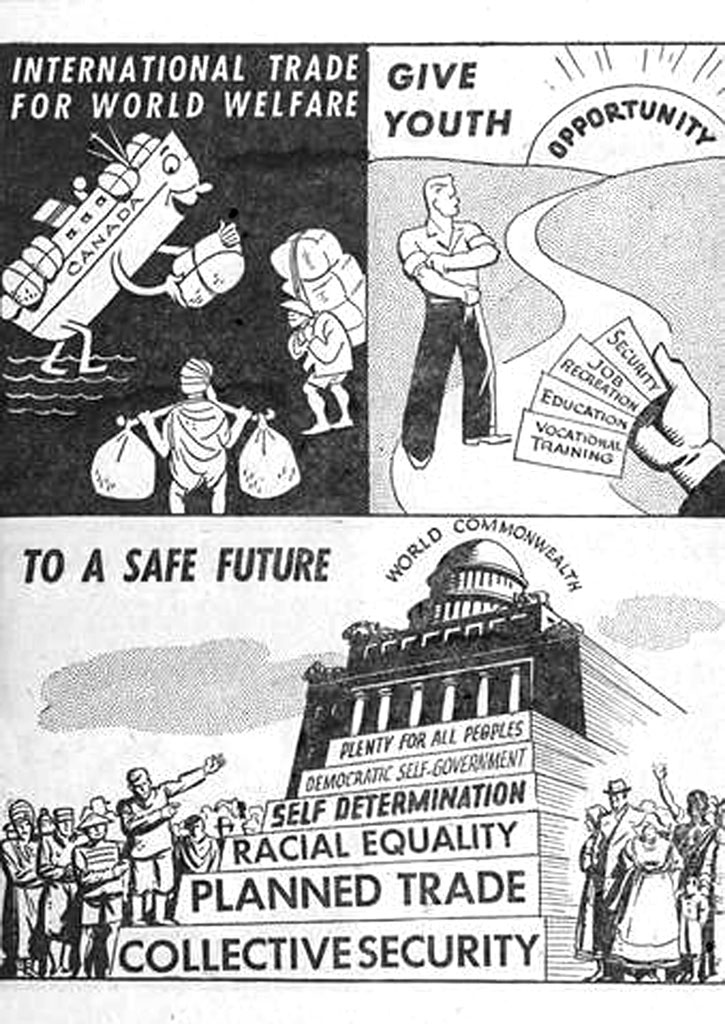 INTERNATIONAL TRADE
FOR WORLD WELFARE
CANADA
GIVE
YOUTH
OPPORTUNITY
SECURITY
JOB
RECREATION
EDUCATION
VOCATIONAL
TRAINING
TO A SAFE FUTURE
WORLD COMMONWEALTH
PLENTY FOR ALL PEOPLES
DEMOCRATIC SELF-GOVERNMENT
SELF DETERMINATION
RACIAL EQUALITY
PLANNED TRADE
COLLECTIVE SECURITY